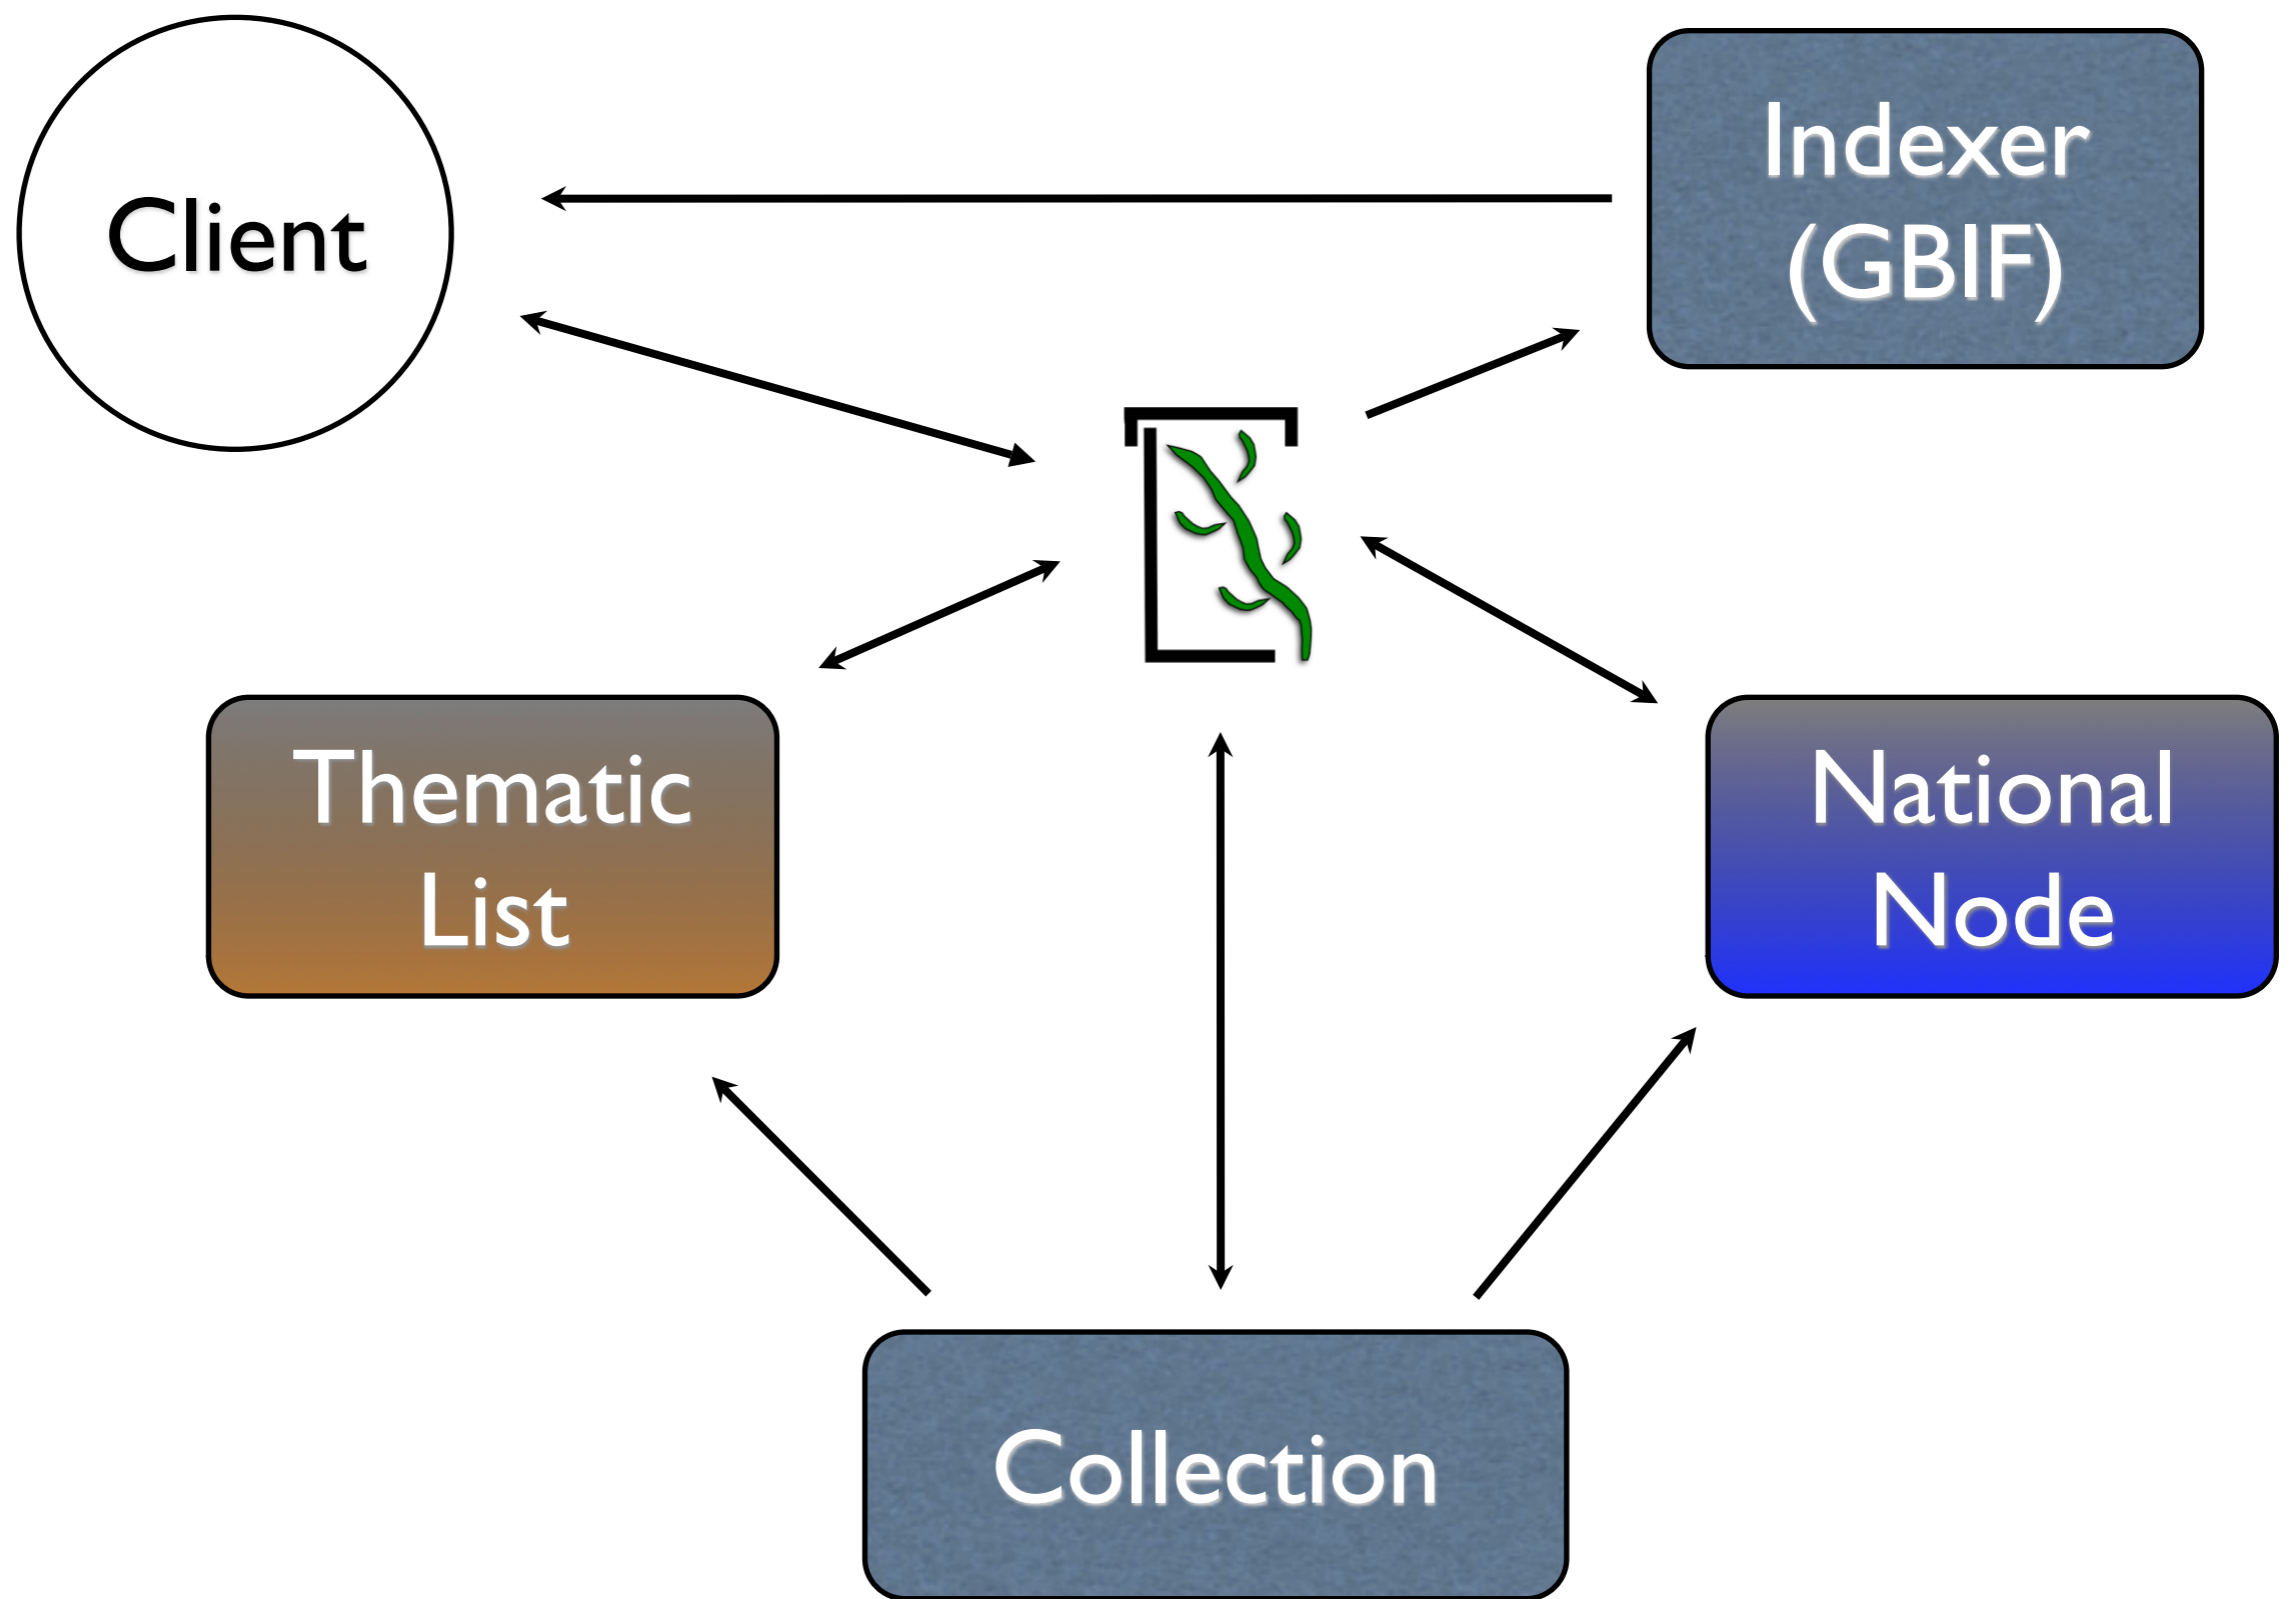 Client
Indexer
(GBIF)
Thematic
List
National
Node
Collection